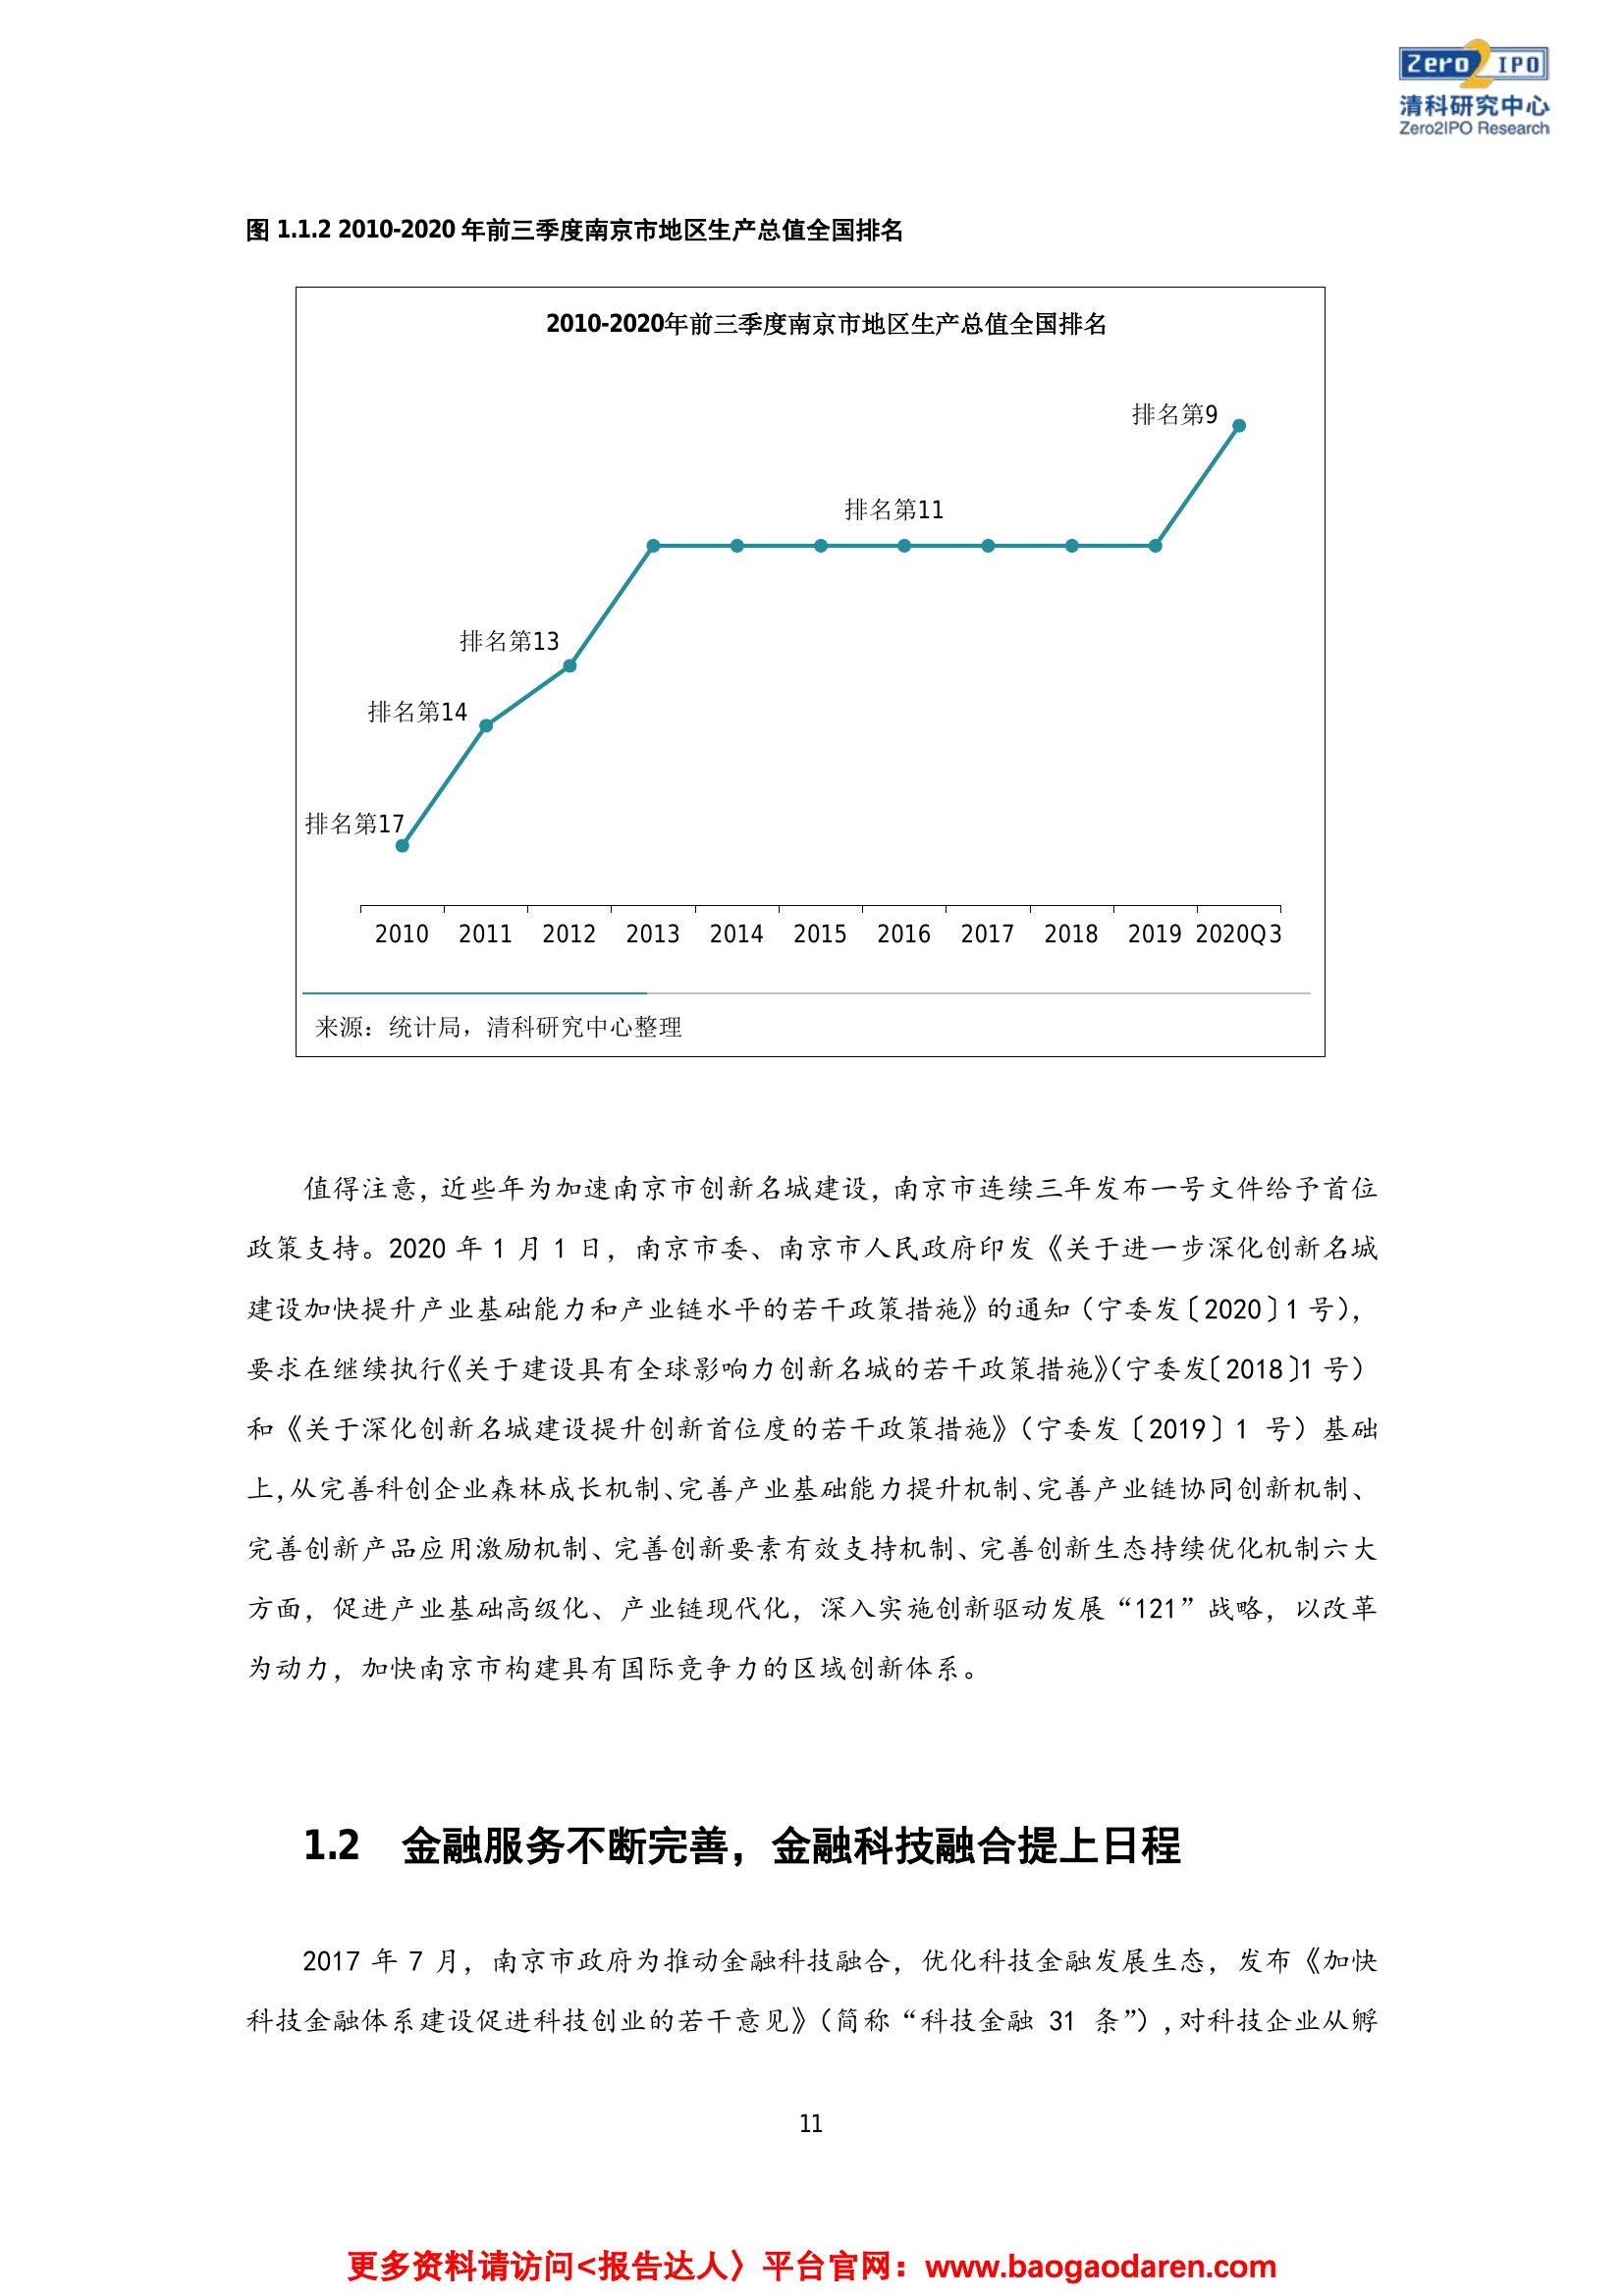 Zero2IPO
清科研究中心
Zero2IPO Research
图 1.1.2 2010-2020 年前三季度南京市地区生产总值全国排名
2010-2020年前三季度南京市地区生产总值全国排名
排名第9
排名第11
排名第13
排名第14
排名第17
2010 2011 2012 2013 2014 2015 2016 2017 2018 2019 2020Q3
来源：统计局，清科研究中心整理
值得注意，近些年为加速南京市创新名城建设，南京市连续三年发布一号文件给予首位
政策支持。2020 年 1 月 1 日，南京市委、南京市人民政府印发《关于进一步深化创新名城
建设加快提升产业基础能力和产业链水平的若干政策措施》的通知（宁委发〔2020〕1 号），
要求在继续执行《关于建设具有全球影响力创新名城的若干政策措施》（宁委发〔2018〕1 号）
和《关于深化创新名城建设提升创新首位度的若干政策措施》（宁委发〔2019〕1 号）基础
上，从完善科创企业森林成长机制、完善产业基础能力提升机制、完善产业链协同创新机制、
完善创新产品应用激励机制、完善创新要素有效支持机制、完善创新生态持续优化机制六大
方面，促进产业基础高级化、产业链现代化，深入实施创新驱动发展“121”战略，以改革
为动力，加快南京市构建具有国际竞争力的区域创新体系。
1.2 金融服务不断完善，金融科技融合提上日程
2017 年 7 月，南京市政府为推动金融科技融合，优化科技金融发展生态，发布《加快
科技金融体系建设促进科技创业的若干意见》（简称“科技金融 31 条”），对科技企业从孵
11
更多资料请访问<报告达人〉平台官网：www.baogaodaren.com